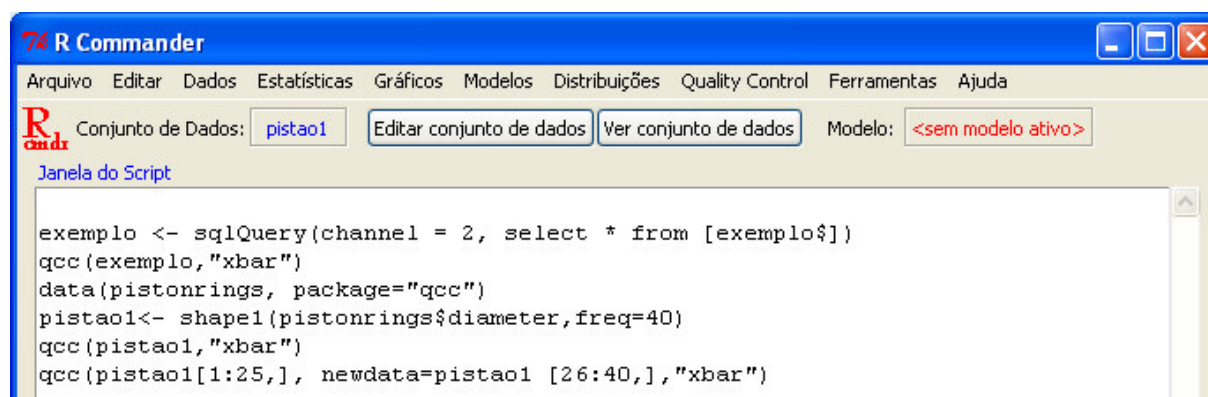 R Commander
Arquivo Editar Dados Estatísticas Gráficos Modelos Distribuições Quality Control Ferramentas Ajuda
R cmdr Conjunto de Dados: pistao1 Editar conjunto de dados Ver conjunto de dados Modelo: <sem modelo ativo>
Janela do Script
exemplo <- sqlQuery(channel = 2, select * from [exemplo$])
qcc(exemplo,"xbar")
data(pistonrings, package="qcc")
pistao1<- shape1(pistonrings$diameter,freq=40)
qcc(pistao1,"xbar")
qcc(pistao1[1:25,], newdata=pistao1 [26:40,],"xbar")